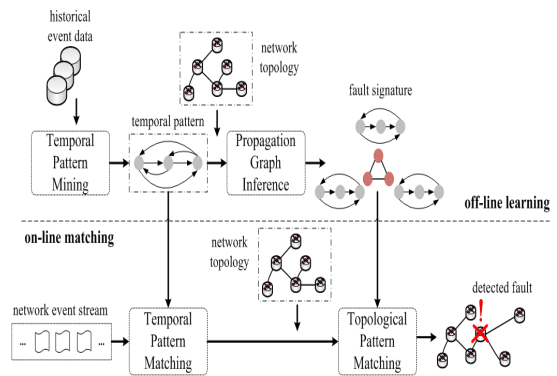 historical
event data
network
topology
temporal pattern
fault signature
Temporal
Pattern
Mining
Propagation
Graph
Inference
off-line learning
on-line matching
network
topology
detected fault
network event stream
... ...
Temporal
Pattern
Matching
Topological
Pattern
Matching
!